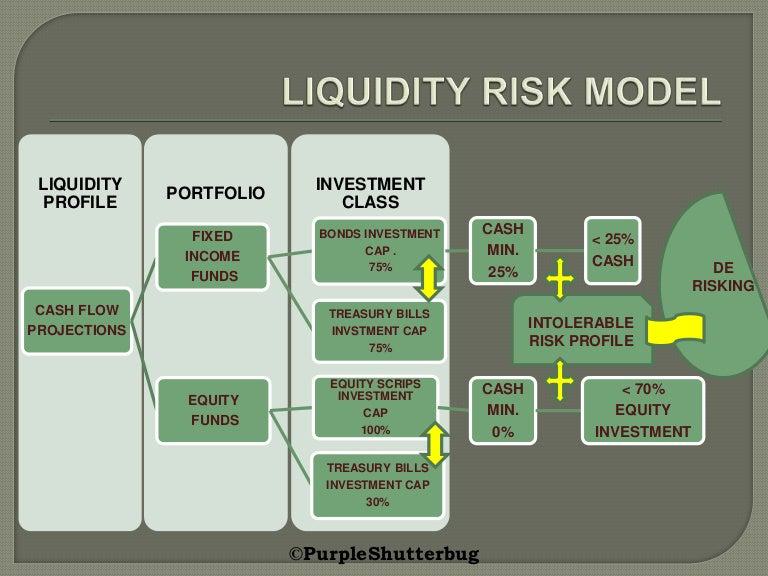 LIQUIDITY RISK MODEL
LIQUIDITY
PROFILE
PORTFOLIO
INVESTMENT
CLASS
CASH FLOW
PROJECTIONS
FIXED
INCOME
FUNDS
EQUITY
FUNDS
BONDS INVESTMENT
CAP .
75%
TREASURY BILLS
INVSTMENT CAP
75%
EQUITY SCRIPS
INVESTMENT
CAP
100%
TREASURY BILLS
INVESTMENT CAP
30%
CASH
MIN.
25%
< 25%
CASH
INTOLERABLE
RISK PROFILE
CASH
MIN.
0%
< 70%
EQUITY
INVESTMENT
DE
RISKING
©PurpleShutterbug